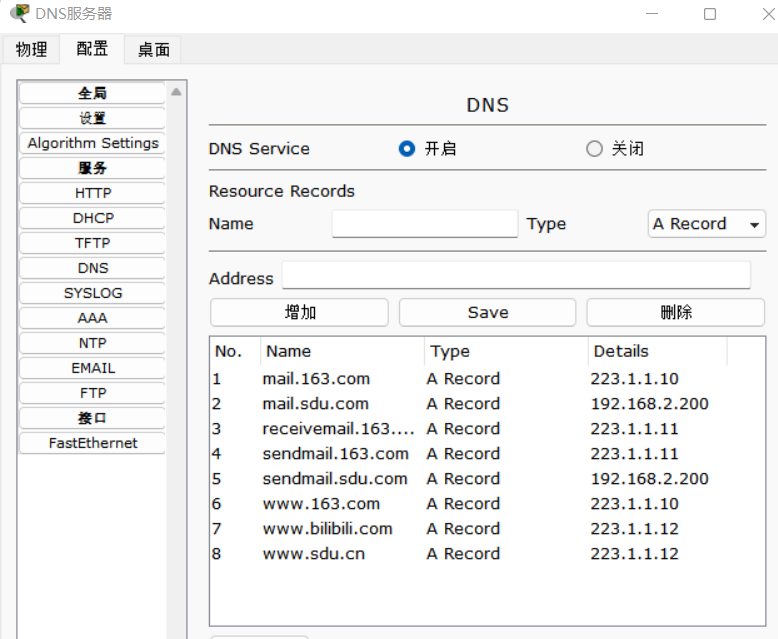 DNS服务器
物理 配置 桌面
全局
设置
Algorithm Settings
服务
HTTP
DHCP
TFTP
DNS
SYSLOG
AAA
NTP
EMAIL
FTP
接口
FastEthernet
DNS
DNS Service 开启 关闭
Resource Records
Name Type A Record
Address
增加 Save 删除
No. Name Type Details
1 mail.163.com A Record 223.1.1.10
2 mail.sdu.com A Record 192.168.2.200
3 receivemail.163.... A Record 223.1.1.11
4 sendmail.163.com A Record 223.1.1.11
5 sendmail.sdu.com A Record 192.168.2.200
6 www.163.com A Record 223.1.1.10
7 www.bilibili.com A Record 223.1.1.12
8 www.sdu.cn A Record 223.1.1.12